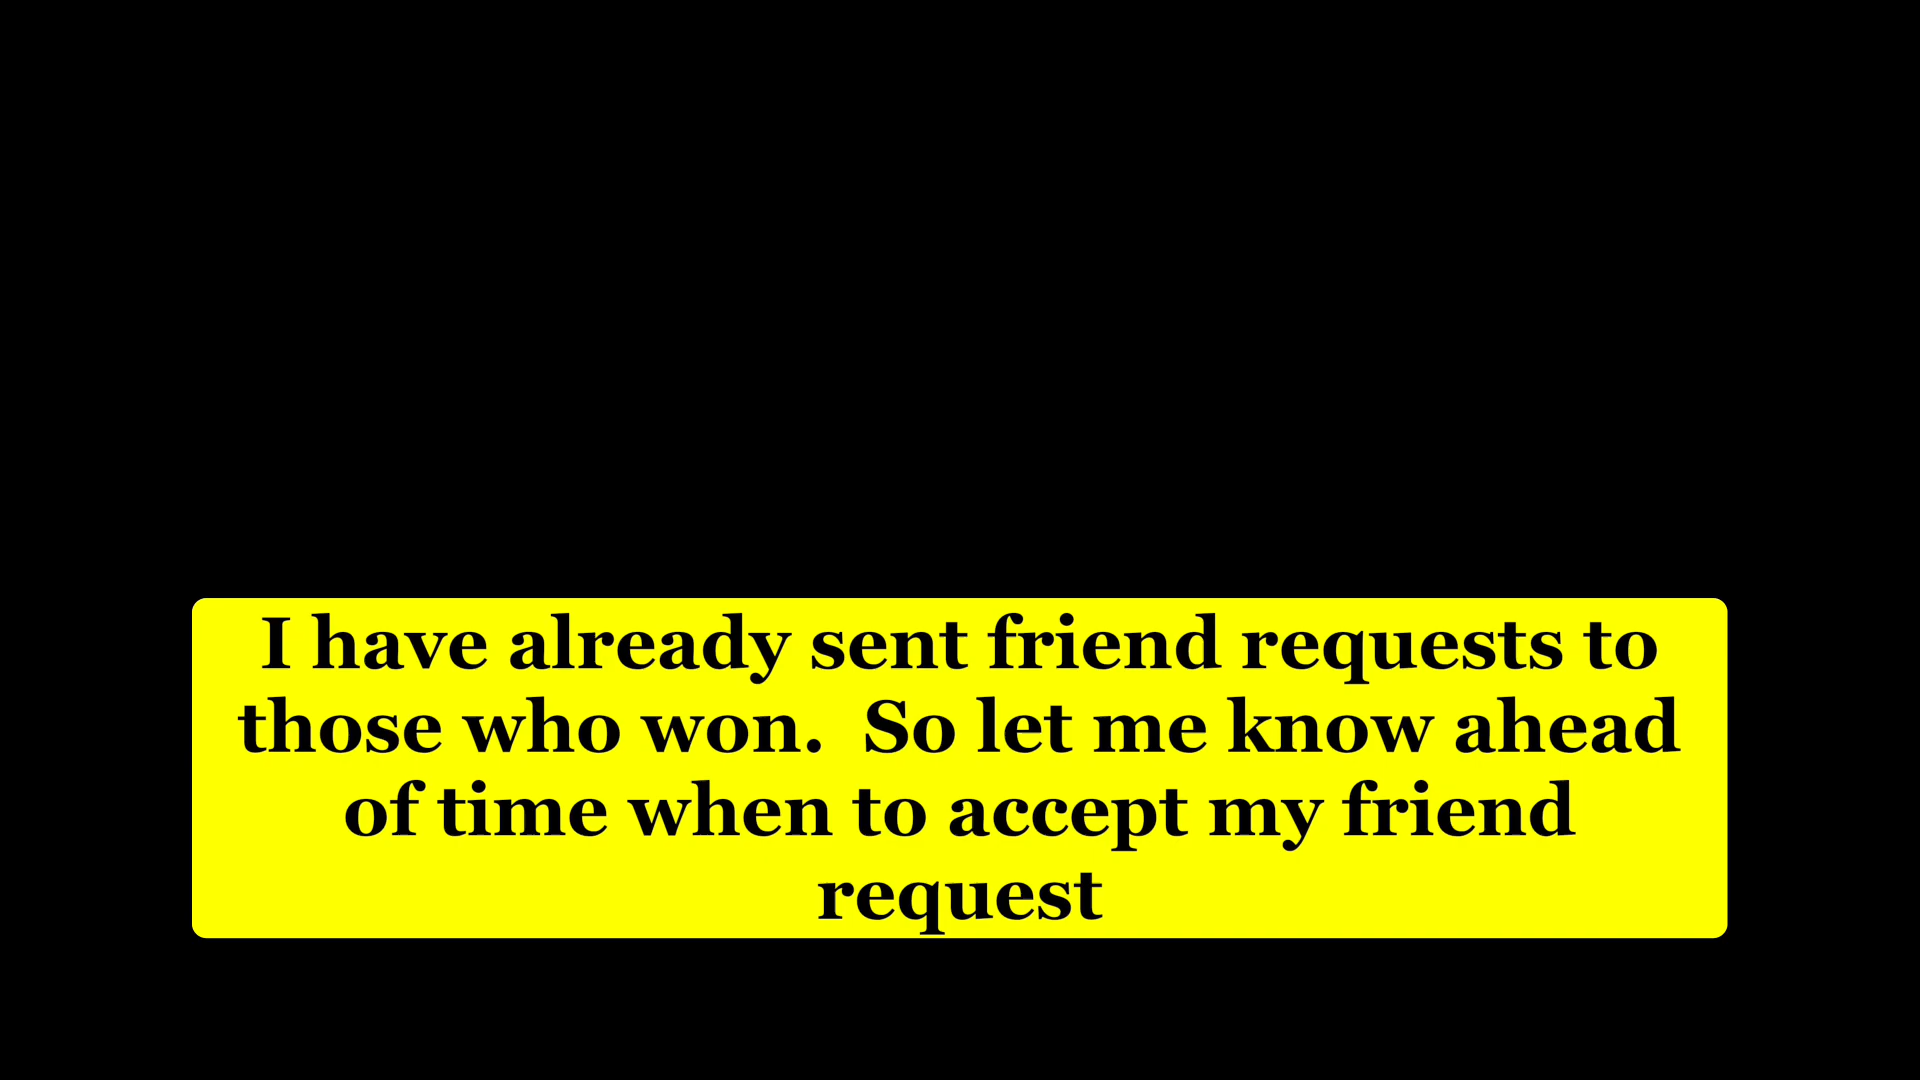 I have already sent friend requests to
those who won.  So let me know ahead
of time when to accept my friend
request